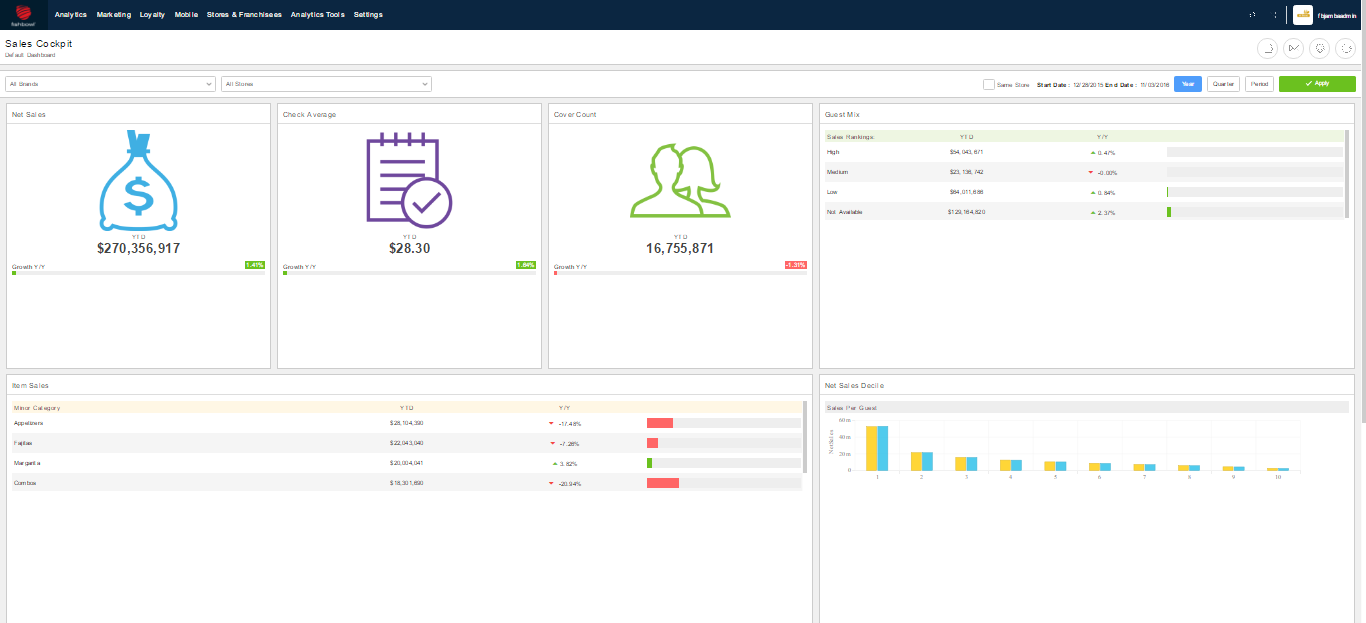 fishbowl
Analytics Marketing Loyalty Mobile Stores & Franchisees Analytics Tools Settings
fbjambaadmin
Sales Cockpit
Default Dashboard
All Brands
All Stores
Same Store Start Date : 12/28/2015 End Date : 11/03/2016 Year Quarter Period Apply
Net Sales
YTD
$270,356,917
Growth Y/Y 1.41%
Check Average
YTD
$28.30
Growth Y/Y 1.64%
Cover Count
YTD
16,755,871
Growth Y/Y -1.31%
Guest Mix
Sales Rankings YTD Y/Y
High $54,043,671 0.47%
Medium $23,136,742 -0.00%
Low $64,011,686 0.84%
Not Available $129,164,820 2.37%
Item Sales
Minor Category YTD Y/Y
Appetizers $28,104,390 -17.48%
Fajitas $22,043,040 -7.26%
Margarita $20,004,041 3.82%
Combos $18,301,690 -20.94%
Net Sales Decile
Sales Per Guest
NetSales
60m
40m
20m
0
1 2 3 4 5 6 7 8 9 10